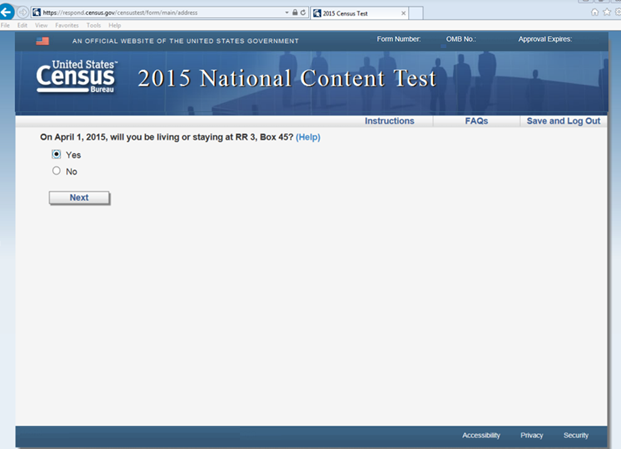 https://respond.census.gov/censustest/form/main/address
2015 Census Test
File Edit View Favorites Tools Help
AN OFFICIAL WEBSITE OF THE UNITED STATES GOVERNMENT
Form Number: OMB No.: Approval Expires:
United States™
Census
Bureau
2015 National Content Test
Instructions FAQs Save and Log Out
On April 1, 2015, will you be living or staying at RR 3, Box 45? (Help)
Yes
No
Next
Accessibility Privacy Security